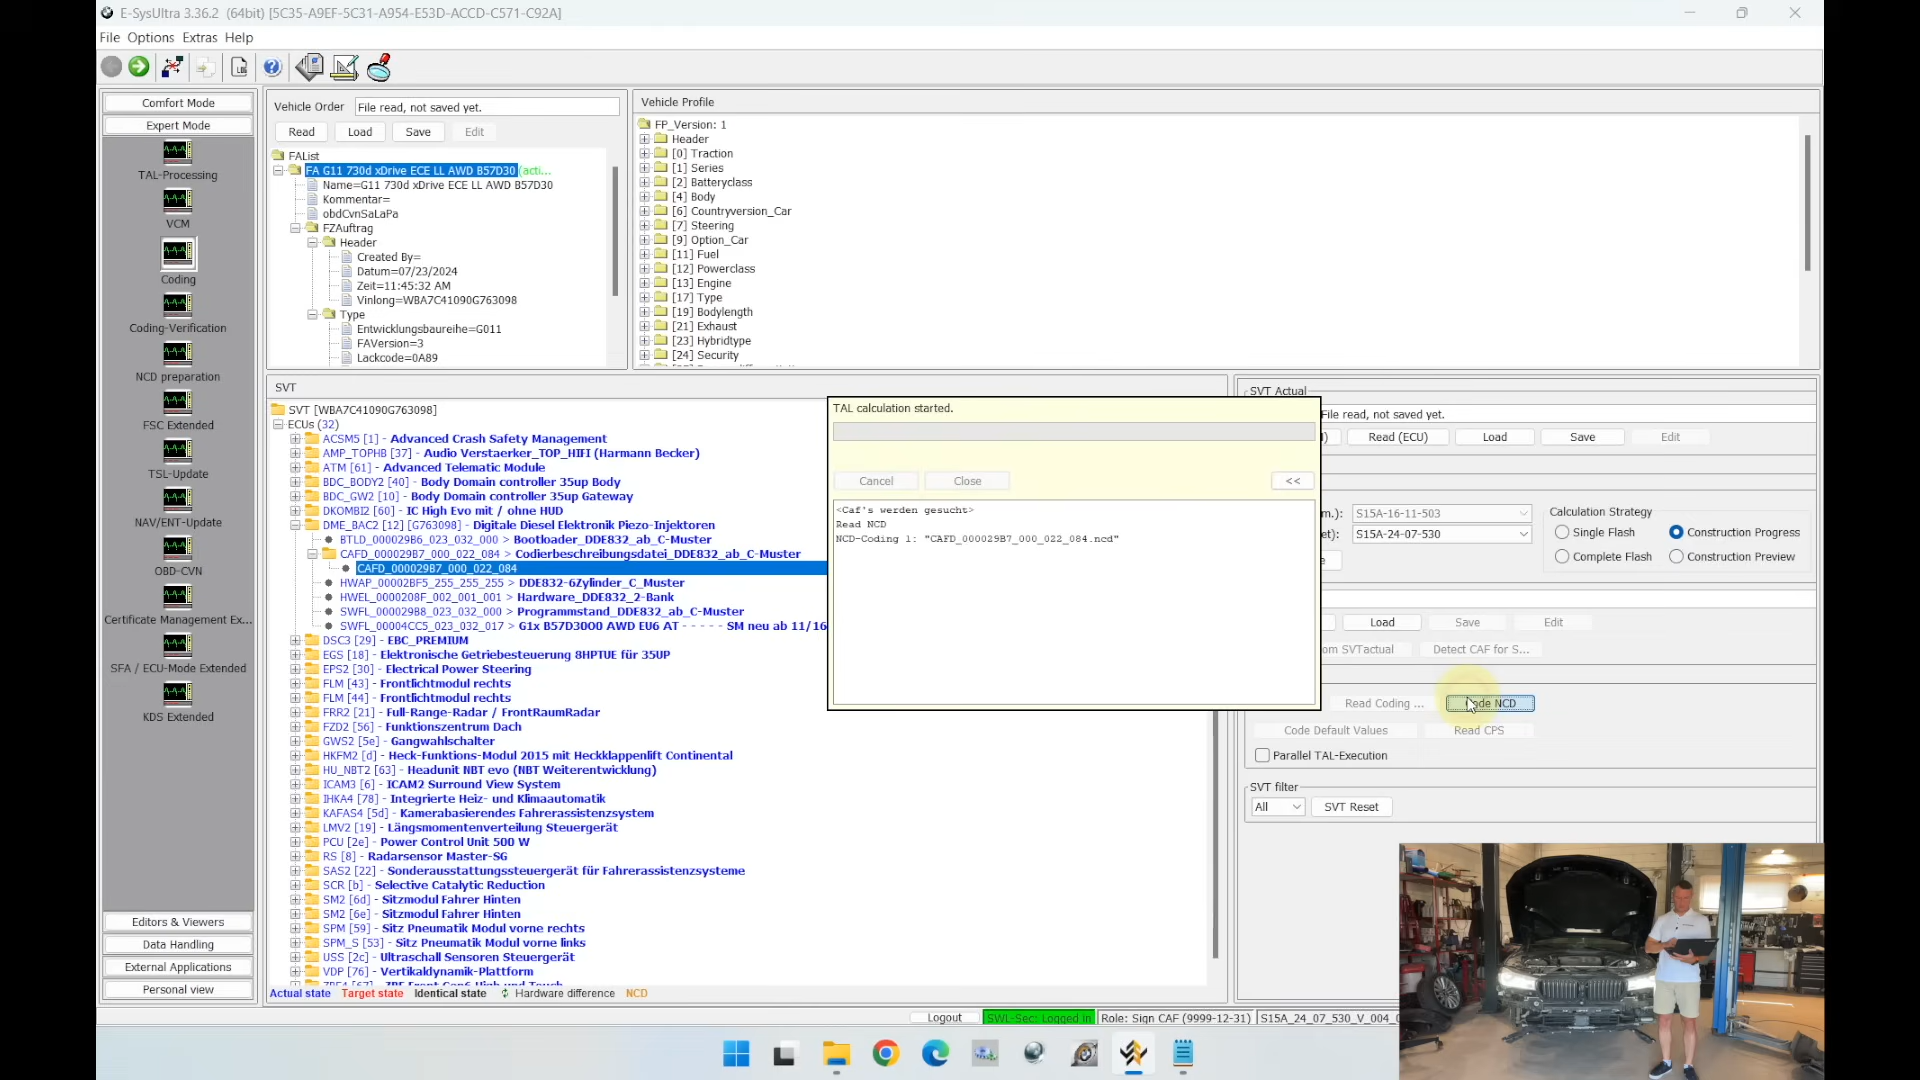 E-SysUltra 3.36.2 (64bit) [5C35-A9EF-5C31-A954-E53D-ACCD-C571-C92A]
File Options Extras Help
Comfort Mode
Expert Mode
TAL-Processing
VCM
Coding
Coding-Verification
NCD preparation
FSC Extended
TSL-Update
NAV/ENT-Update
OBD-CVN
Certificate Management Ex...
SFA / ECU-Mode Extended
KDS Extended
Editors & Viewers
Data Handling
External Applications
Personal view
Vehicle Order File read, not saved yet.
Read Load Save Edit
FAList
FA G11 730d xDrive ECE LL AWD B57D30 (acti...
Name=G11 730d xDrive ECE LL AWD B57D30
Kommentar=
obdCvnSaLaPa
FZAuftrag
Header
Created By=
Datum=07/23/2024
Zeit=11:45:32 AM
Vinlong=WBA7C41090G763098
Type
Entwicklungsbaureihe=G011
FAVersion=3
Lackcode=0A89
Vehicle Profile
FP_Version: 1
Header
[0] Traction
[1] Series
[2] Batteryclass
[4] Body
[6] Countryversion_Car
[7] Steering
[9] Option_Car
[11] Fuel
[12] Powerclass
[13] Engine
[17] Type
[19] Bodylength
[21] Exhaust
[23] Hybridtype
[24] Security
SVT
SVT [WBA7C41090G763098]
ECUs (32)
ACSM5 [1] - Advanced Crash Safety Management
AMP_TOPHB [37] - Audio Verstaerker_TOP_HIFI (Harmann Becker)
ATM [61] - Advanced Telematic Module
BDC_BODY2 [40] - Body Domain controller 35up Body
BDC_GW2 [10] - Body Domain controller 35up Gateway
DKOMBI2 [60] - IC High Evo mit / ohne HUD
DME_BAC2 [12] [G763098] - Digitale Diesel Elektronik Piezo-Injektoren
BTLD_000029B6_023_032_000 > Bootloader_DDE832_ab_C-Muster
CAFD_000029B7_000_022_084 > Codierbeschreibungsdatei_DDE832_ab_C-Muster
CAFD_000029B7_000_022_084
HWAP_00002BF5_255_255_255 > DDE832-6Zylinder_C_Muster
HWEL_0000208F_002_001_001 > Hardware_DDE832_2-Bank
SWFL_000029B8_023_032_000 > Programmstand_DDE832_ab_C-Muster
SWFL_00004CC5_023_032_017 > G1x B57D30O0 AWD EU6 AT - - - - - SM neu ab 11/16
DSC3 [29] - EBC_PREMIUM
EGS [18] - Elektronische Getriebesteuerung 8HPTUE für 35UP
EPS2 [30] - Electrical Power Steering
FLM [43] - Frontlichtmodul rechts
FLM [44] - Frontlichtmodul rechts
FRR2 [21] - Full-Range-Radar / FrontRaumRadar
FZD2 [56] - Funktionszentrum Dach
GWS2 [5e] - Gangwahlschalter
HKFM2 [d] - Heck-Funktions-Modul 2015 mit Heckklappenlift Continental
HU_NBT2 [63] - Headunit NBT evo (NBT Weiterentwicklung)
ICAM3 [6] - ICAM2 Surround View System
IHKA4 [78] - Integrierte Heiz- und Klimaautomatik
KAFAS4 [5d] - Kamerabasierendes Fahrerassistenzsystem
LMV2 [19] - Längsmomentenverteilung Steuergerät
PCU [2e] - Power Control Unit 500 W
RS [8] - Radarsensor Master-SG
SAS2 [22] - Sonderausstattungssteuergerät für Fahrerassistenzsysteme
SCR [b] - Selective Catalytic Reduction
SM2 [6d] - Sitzmodul Fahrer Hinten
SM2 [6e] - Sitzmodul Fahrer Hinten
SPM [59] - Sitz Pneumatik Modul vorne rechts
SPM_S [53] - Sitz Pneumatik Modul vorne links
USS [2c] - Ultraschall Sensoren Steuergerät
VDP [76] - Vertikaldynamik-Plattform
Actual state Target state Identical state Hardware difference NCD
TAL calculation started.
Cancel Close <<
<Caf's werden gesucht>
Read NCD
NCD-Coding 1: "CAFD_000029B7_000_022_084.ncd"
SVT Actual
File read, not saved yet.
Read (ECU) Load Save Edit
m.): S15A-16-11-503
et): S15A-24-07-530
Calculation Strategy
Single Flash Construction Progress
Complete Flash Construction Preview
Load Save Edit
om SVTactual Detect CAF for S...
Read Coding ... Code NCD
Code Default Values Read CPS
Parallel TAL-Execution
SVT filter
All SVT Reset
Logout SWL-Sec: Logged in Role: Sign CAF (9999-12-31) S15A_24_07_530_V_004_